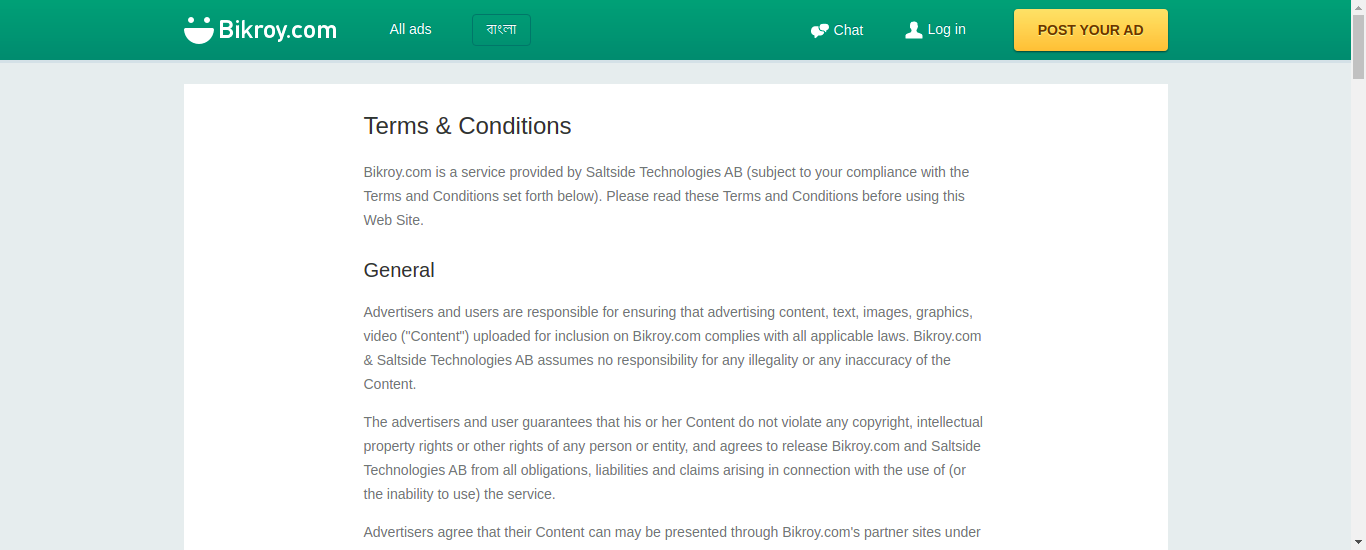 Bikroy.com All ads বাংলা Chat Log in POST YOUR AD
Terms & Conditions
Bikroy.com is a service provided by Saltside Technologies AB (subject to your compliance with the
Terms and Conditions set forth below). Please read these Terms and Conditions before using this
Web Site.
General
Advertisers and users are responsible for ensuring that advertising content, text, images, graphics,
video ("Content") uploaded for inclusion on Bikroy.com complies with all applicable laws. Bikroy.com
& Saltside Technologies AB assumes no responsibility for any illegality or any inaccuracy of the
Content.
The advertisers and user guarantees that his or her Content do not violate any copyright, intellectual
property rights or other rights of any person or entity, and agrees to release Bikroy.com and Saltside
Technologies AB from all obligations, liabilities and claims arising in connection with the use of (or
the inability to use) the service.
Advertisers agree that their Content can may be presented through Bikroy.com's partner sites under